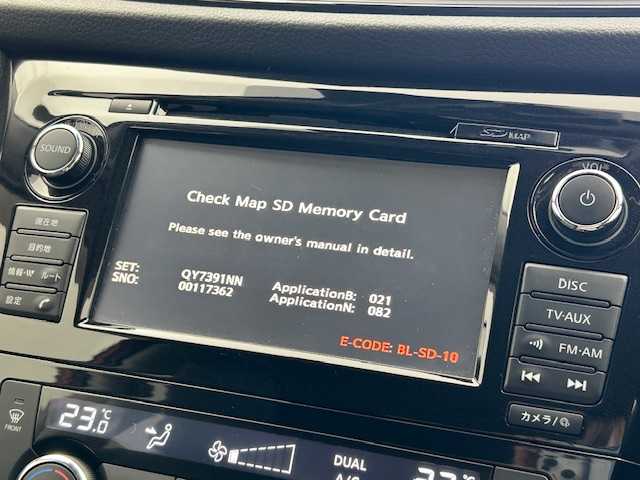 SOUND
SD MAP
VOL
Check Map SD Memory Card
Please see the owner's manual in detail.
SET: QY7391NN ApplicationB: 021
SNO: 00117362 ApplicationN: 082
E-CODE: BL-SD-10
現在地
目的地
情報・VICS ルート
設定
DISC
TV-AUX
FM-AM
カメラ/
FRONT
23.0℃
DUAL
A/C